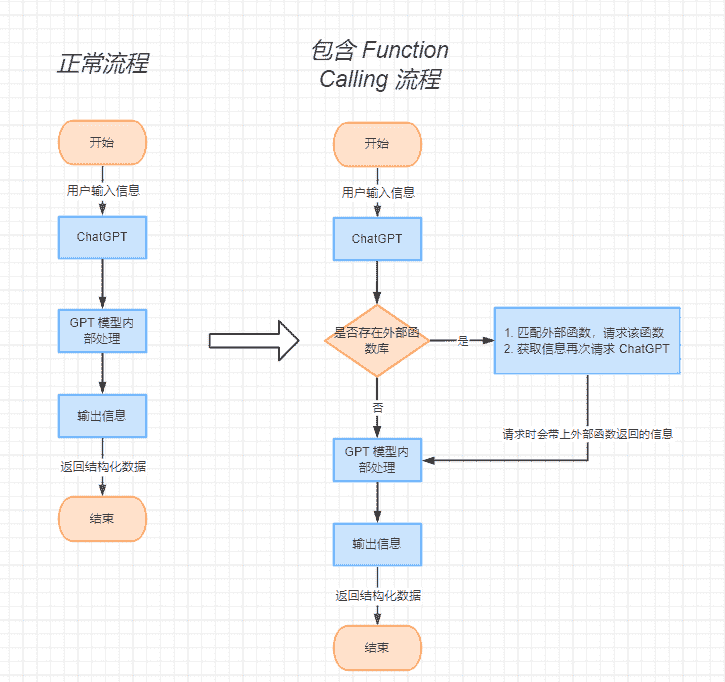 正常流程
开始
用户输入信息
ChatGPT
GPT 模型内
部处理
输出信息
返回结构化数据
结束
包含 Function
Calling 流程
开始
用户输入信息
ChatGPT
是否存在外部函
数库
是
1. 匹配外部函数，请求该函数
2. 获取信息再次请求 ChatGPT
否
请求时会带上外部函数返回的信息
GPT 模型内
部处理
输出信息
返回结构化数据
结束